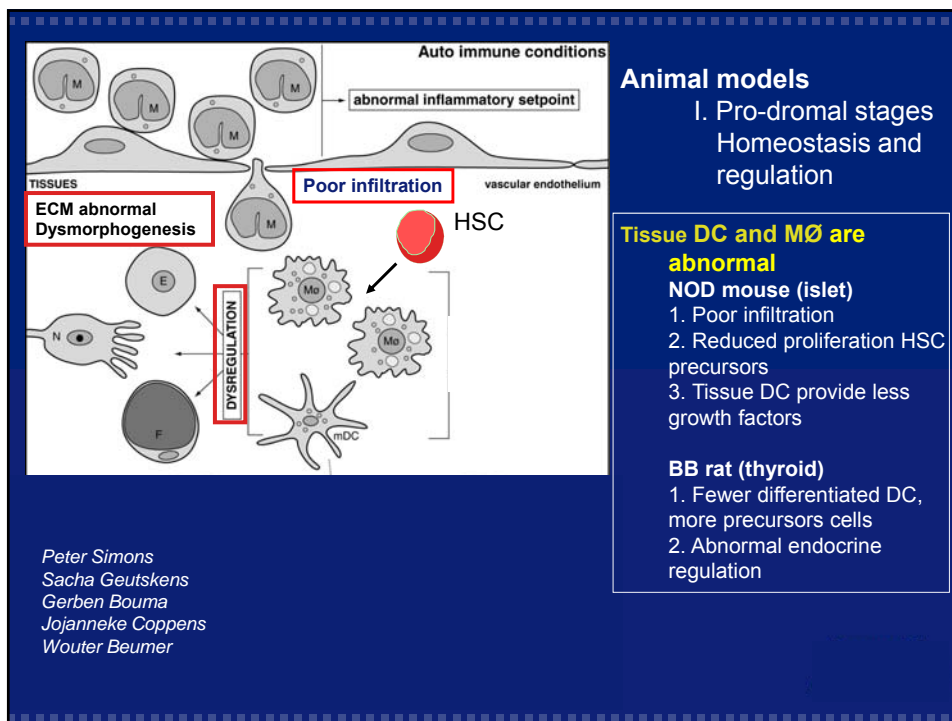 Auto immune conditions
abnormal inflammatory setpoint
M
M
M
M
TISSUES
Poor infiltration
vascular endothelium
ECM abnormal
Dysmorphogenesis
M
HSC
E
Mø
N
DYSREGULATION
Mø
F
mDC
Animal models
I. Pro-dromal stages
Homeostasis and
regulation
Tissue DC and MØ are
abnormal
NOD mouse (islet)
1. Poor infiltration
2. Reduced proliferation HSC
precursors
3. Tissue DC provide less
growth factors
BB rat (thyroid)
1. Fewer differentiated DC,
more precursors cells
2. Abnormal endocrine
regulation
Peter Simons
Sacha Geutskens
Gerben Bouma
Jojanneke Coppens
Wouter Beumer